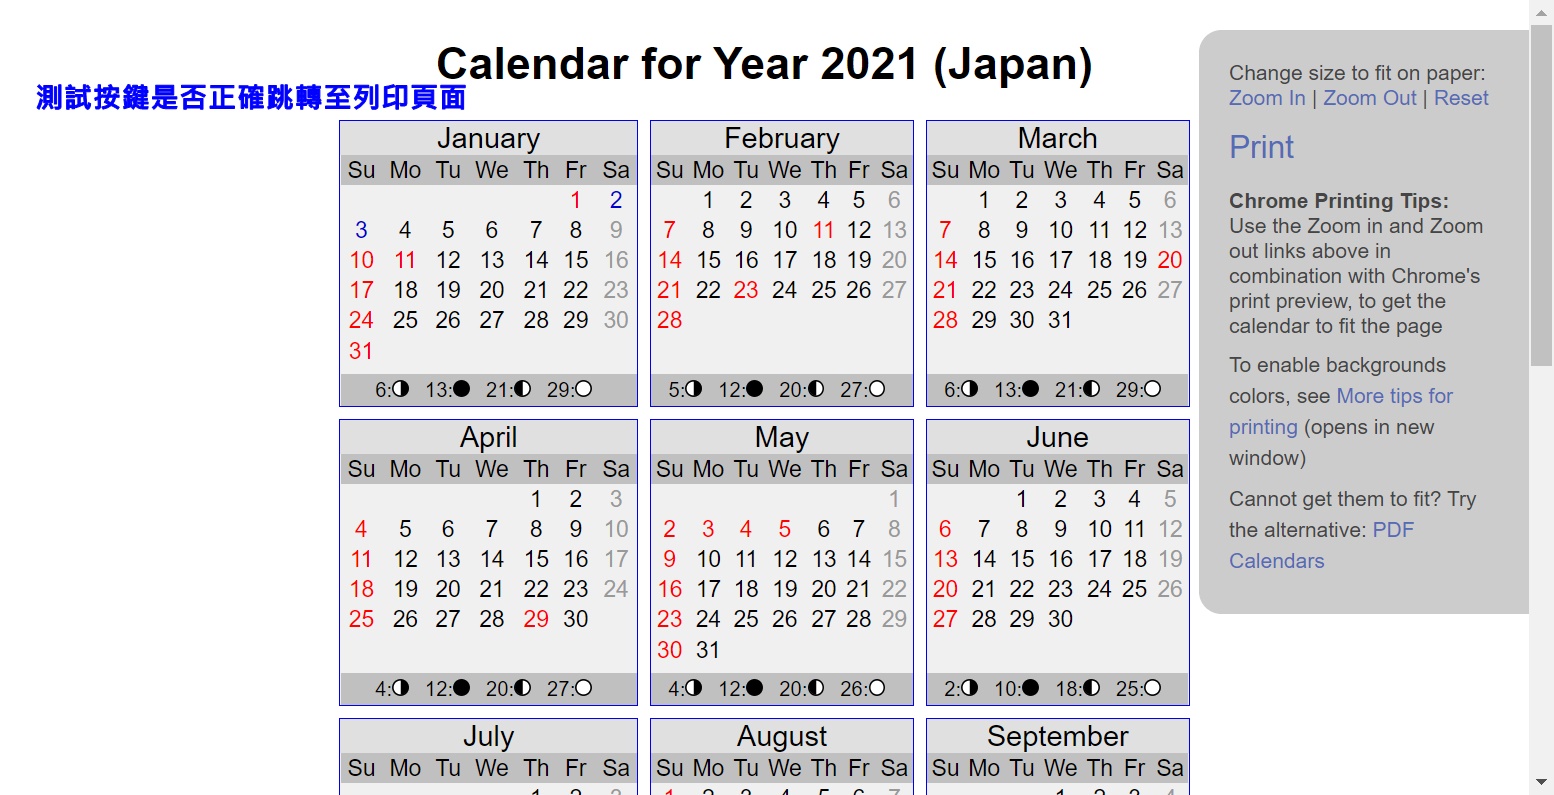 Calendar for Year 2021 (Japan)
測試按鍵是否正確跳轉至列印頁面
January
Su Mo Tu We Th Fr Sa
1 2
3 4 5 6 7 8 9
10 11 12 13 14 15 16
17 18 19 20 21 22 23
24 25 26 27 28 29 30
31
6: 13: 21: 29:
February
Su Mo Tu We Th Fr Sa
1 2 3 4 5 6
7 8 9 10 11 12 13
14 15 16 17 18 19 20
21 22 23 24 25 26 27
28
5: 12: 20: 27:
March
Su Mo Tu We Th Fr Sa
1 2 3 4 5 6
7 8 9 10 11 12 13
14 15 16 17 18 19 20
21 22 23 24 25 26 27
28 29 30 31
6: 13: 21: 29:
April
Su Mo Tu We Th Fr Sa
1 2 3
4 5 6 7 8 9 10
11 12 13 14 15 16 17
18 19 20 21 22 23 24
25 26 27 28 29 30
4: 12: 20: 27:
May
Su Mo Tu We Th Fr Sa
1
2 3 4 5 6 7 8
9 10 11 12 13 14 15
16 17 18 19 20 21 22
23 24 25 26 27 28 29
30 31
4: 12: 20: 26:
June
Su Mo Tu We Th Fr Sa
1 2 3 4 5
6 7 8 9 10 11 12
13 14 15 16 17 18 19
20 21 22 23 24 25 26
27 28 29 30
2: 10: 18: 25:
July
Su Mo Tu We Th Fr Sa
August
Su Mo Tu We Th Fr Sa
September
Su Mo Tu We Th Fr Sa
Change size to fit on paper:
Zoom In | Zoom Out | Reset
Print
Chrome Printing Tips:
Use the Zoom in and Zoom
out links above in
combination with Chrome's
print preview, to get the
calendar to fit the page
To enable backgrounds
colors, see More tips for
printing (opens in new
window)
Cannot get them to fit? Try
the alternative: PDF
Calendars